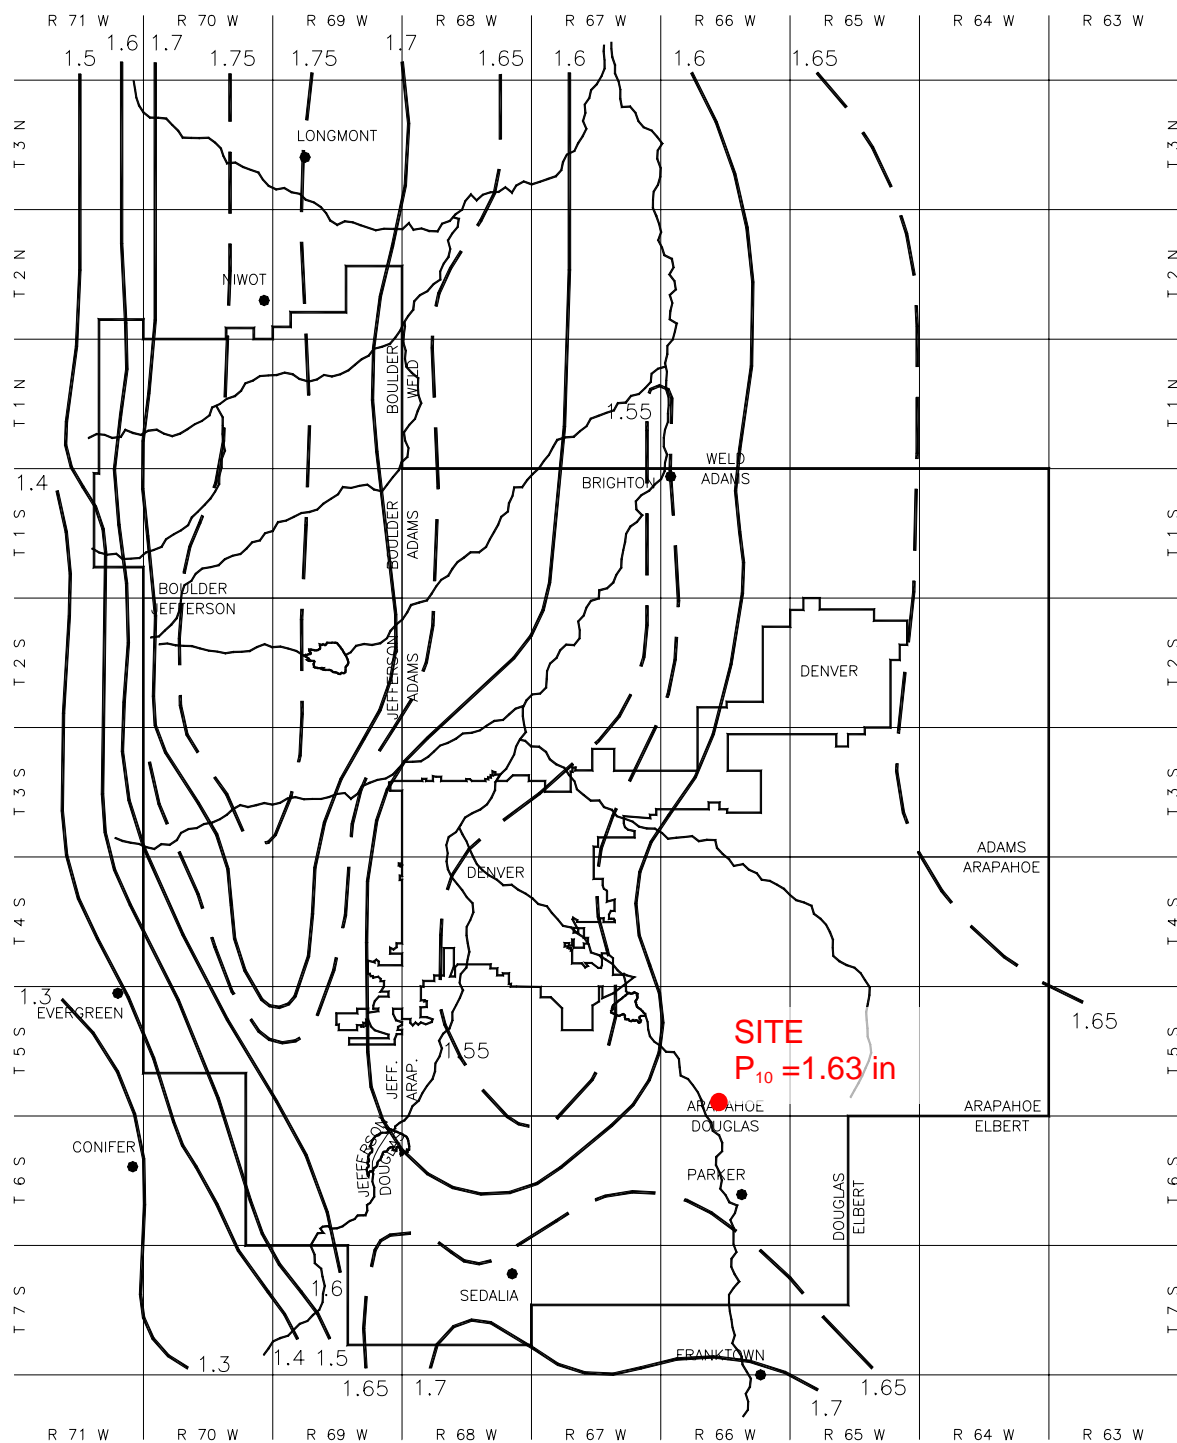 R 71 W
R 70 W
R 69 W
R 68 W
R 67 W
R 66 W
R 65 W
R 64 W
R 63 W
1.5
1.6
1.7
1.75
1.75
1.7
1.65
1.6
1.6
1.65
T 3 N
T 3 N
LONGMONT
T 2 N
T 2 N
NIWOT
T 1 N
T 1 N
BOULDER
WELD
1.55
WELD
ADAMS
BRIGHTON
1.4
T 1 S
T 1 S
BOULDER
ADAMS
BOULDER
JEFFERSON
T 2 S
T 2 S
JEFFERSON
ADAMS
DENVER
T 3 S
T 3 S
ADAMS
ARAPAHOE
DENVER
T 4 S
T 4 S
1.3
EVERGREEN
1.65
SITE
P10 =1.63 in
T 5 S
T 5 S
1.55
JEFF.
ARAP.
ARAPAHOE
DOUGLAS
ARAPAHOE
ELBERT
CONIFER
JEFFERSON
DOUGLAS
T 6 S
T 6 S
PARKER
DOUGLAS
ELBERT
1.6
SEDALIA
T 7 S
T 7 S
FRANKTOWN
1.3
1.4
1.5
1.65
1.7
1.65
1.7
R 71 W
R 70 W
R 69 W
R 68 W
R 67 W
R 66 W
R 65 W
R 64 W
R 63 W